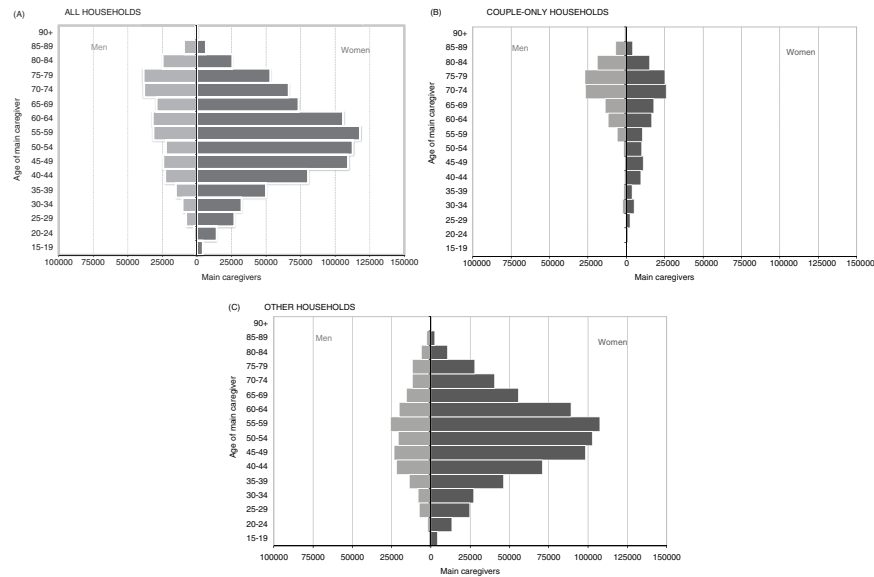 (A) ALL HOUSEHOLDS
Men
Women
Age of main caregiver
90+
85-89
80-84
75-79
70-74
65-69
60-64
55-59
50-54
45-49
40-44
35-39
30-34
25-29
20-24
15-19
100000 75000 50000 25000 0 25000 50000 75000 100000 125000 150000
Main caregivers
(B) COUPLE-ONLY HOUSEHOLDS
Men
Women
Age of main caregiver
90+
85-89
80-84
75-79
70-74
65-69
60-64
55-59
50-54
45-49
40-44
35-39
30-34
25-29
20-24
15-19
100000 75000 50000 25000 0 25000 50000 75000 100000 125000 150000
Main caregivers
(C) OTHER HOUSEHOLDS
Men
Women
Age of main caregiver
90+
85-89
80-84
75-79
70-74
65-69
60-64
55-59
50-54
45-49
40-44
35-39
30-34
25-29
20-24
15-19
100000 75000 50000 25000 0 25000 50000 75000 100000 125000 150000
Main caregivers